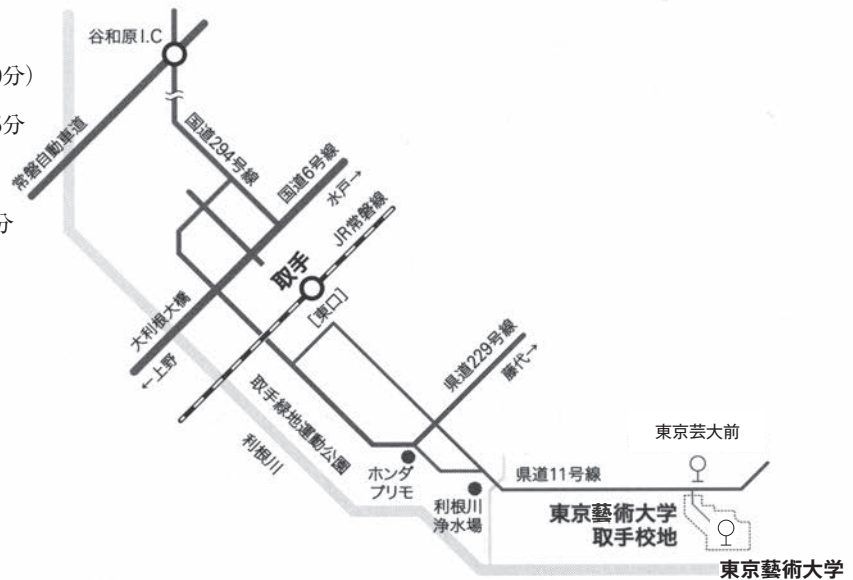 谷和原I.C
分)
分
分
常磐自動車道
国道294号線
国道6号線
水戸→
JR常磐線
取手
[東口]
大利根大橋
←上野
取手緑地運動公園
利根川
県道229号線
藤代→
ホンダ
プリモ
利根川
浄水場
県道11号線
東京芸大前
東京藝術大学
取手校地
東京藝術大学